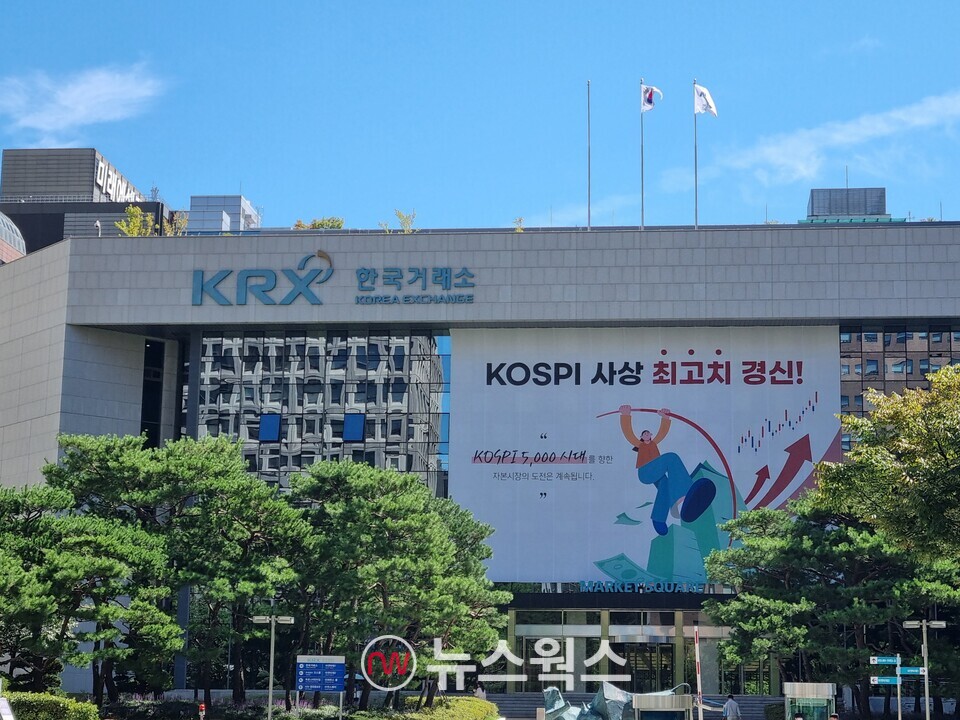 미래에셋
KRX 한국거래소
KOREA EXCHANGE
KOSPI 사상 최고치 경신!
“
KOSPI 5,000 시대를 향한
자본시장의 도전은 계속됩니다.
”
MARKET SQUARE
rw 뉴스웍스